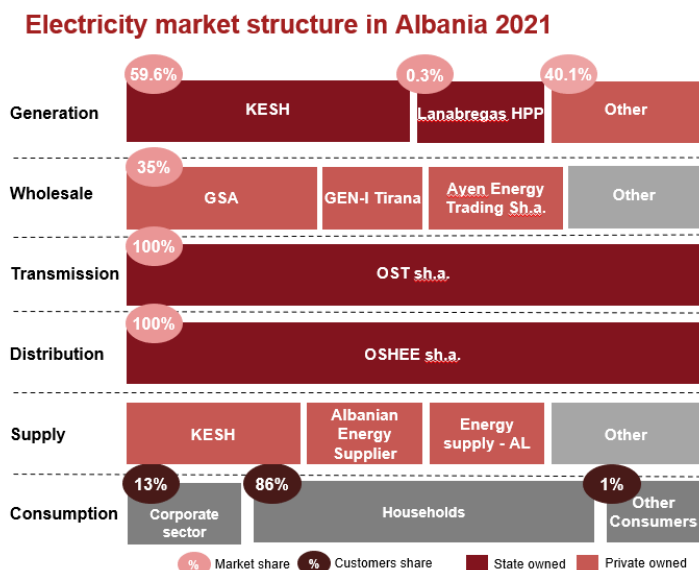 Electricity market structure in Albania 2021
59.6%
0.3%
40.1%
Generation
KESH
Lanabregas HPP
Other
35%
Wholesale
GSA
GEN-I Tirana
Ayen Energy
Trading Sh.a.
Other
100%
Transmission
OST sh.a.
100%
Distribution
OSHEE sh.a.
Supply
KESH
Albanian
Energy
Supplier
Energy
supply - AL
Other
13%
86%
1%
Consumption
Corporate
sector
Households
Other
Consumers
% Market share
% Customers share
State owned
Private owned